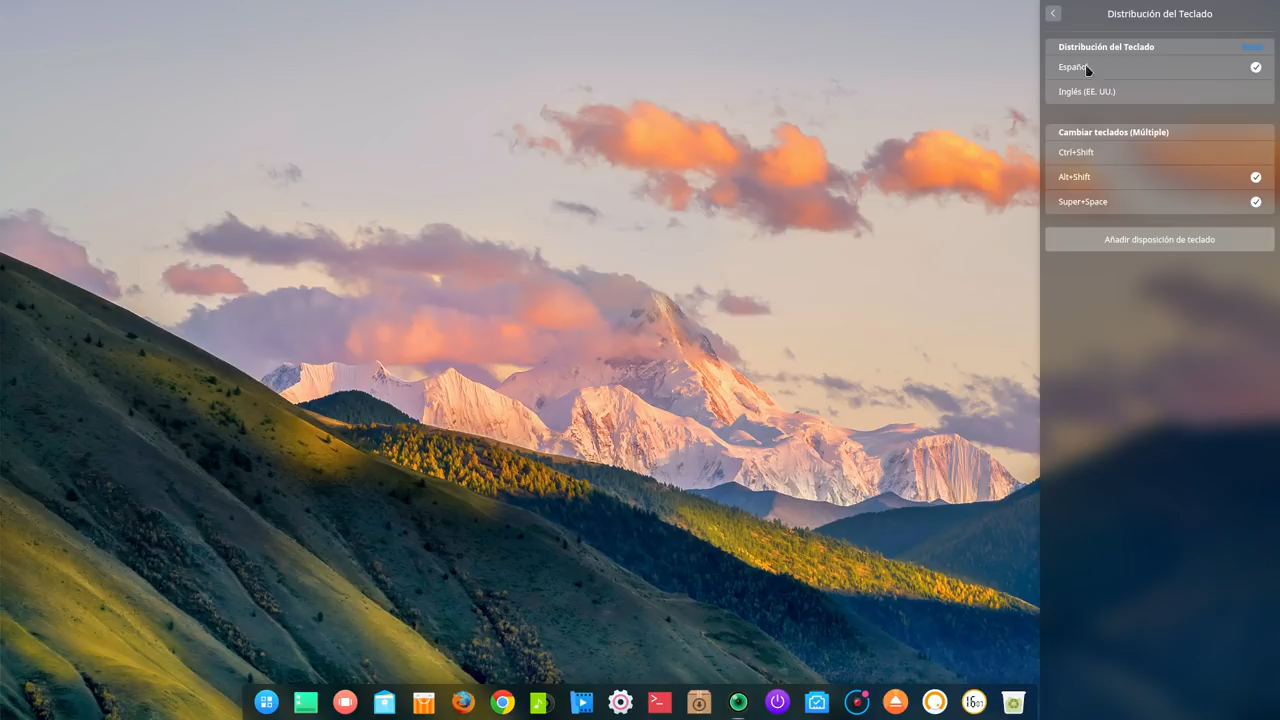 Distribución del Teclado
Distribución del Teclado
Español
Inglés (EE. UU.)
Cambiar teclados (Múltiple)
Ctrl+Shift
Alt+Shift
Super+Space
Añadir disposición de teclado